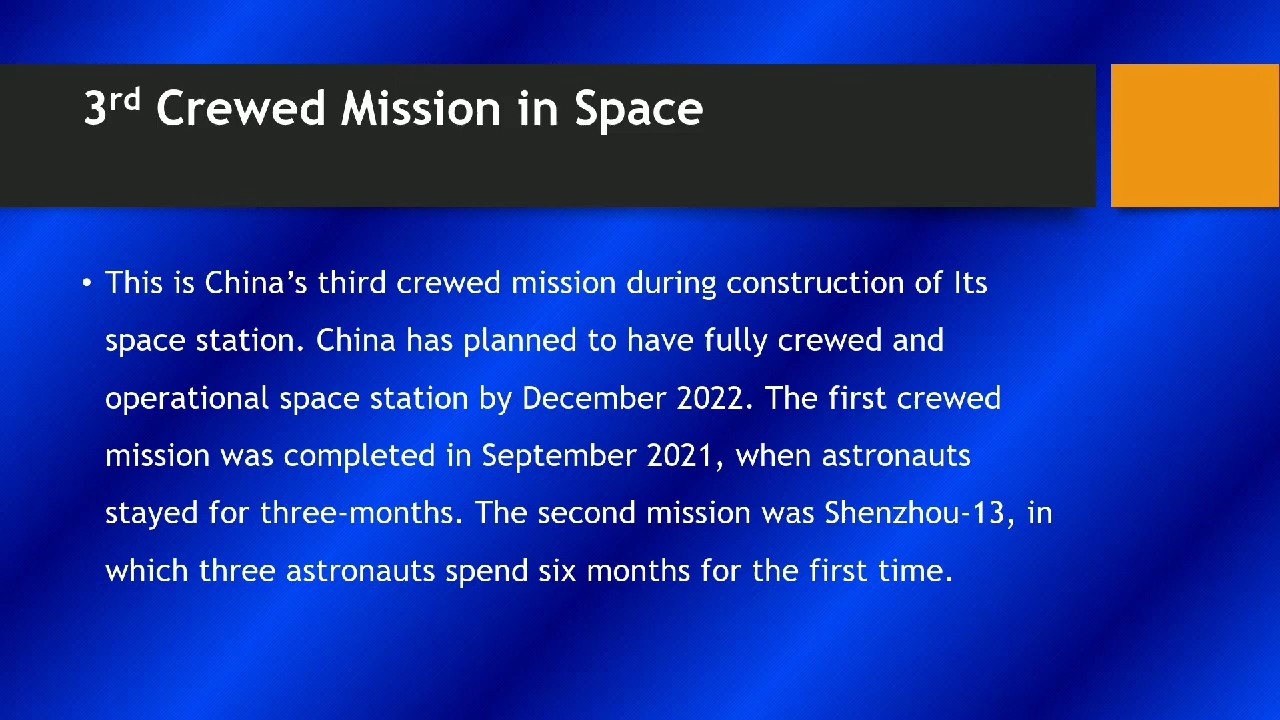 3rd Crewed Mission in Space
• This is China’s third crewed mission during construction of Its
space station. China has planned to have fully crewed and
operational space station by December 2022. The first crewed
mission was completed in September 2021, when astronauts
stayed for three-months. The second mission was Shenzhou-13, in
which three astronauts spend six months for the first time.